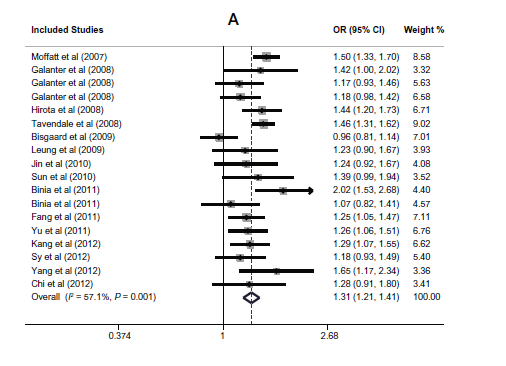 A
Included Studies OR (95% CI) Weight %
Moffatt et al (2007) 1.50 (1.33, 1.70) 8.58
Galanter et al (2008) 1.42 (1.00, 2.02) 3.32
Galanter et al (2008) 1.17 (0.93, 1.46) 5.63
Galanter et al (2008) 1.18 (0.98, 1.42) 6.58
Hirota et al (2008) 1.44 (1.20, 1.73) 6.71
Tavendale et al (2008) 1.46 (1.31, 1.62) 9.02
Bisgaard et al (2009) 0.96 (0.81, 1.14) 7.01
Leung et al (2009) 1.23 (0.90, 1.67) 3.93
Jin et al (2010) 1.24 (0.92, 1.67) 4.08
Sun et al (2010) 1.39 (0.99, 1.94) 3.52
Binia et al (2011) 2.02 (1.53, 2.68) 4.40
Binia et al (2011) 1.07 (0.82, 1.41) 4.57
Fang et al (2011) 1.25 (1.05, 1.47) 7.11
Yu et al (2011) 1.26 (1.06, 1.51) 6.76
Kang et al (2012) 1.29 (1.07, 1.55) 6.62
Sy et al (2012) 1.18 (0.93, 1.49) 5.40
Yang et al (2012) 1.65 (1.17, 2.34) 3.36
Chi et al (2012) 1.28 (0.91, 1.80) 3.41
Overall (I² = 57.1%, P = 0.001) 1.31 (1.21, 1.41) 100.00
0.374 1 2.68